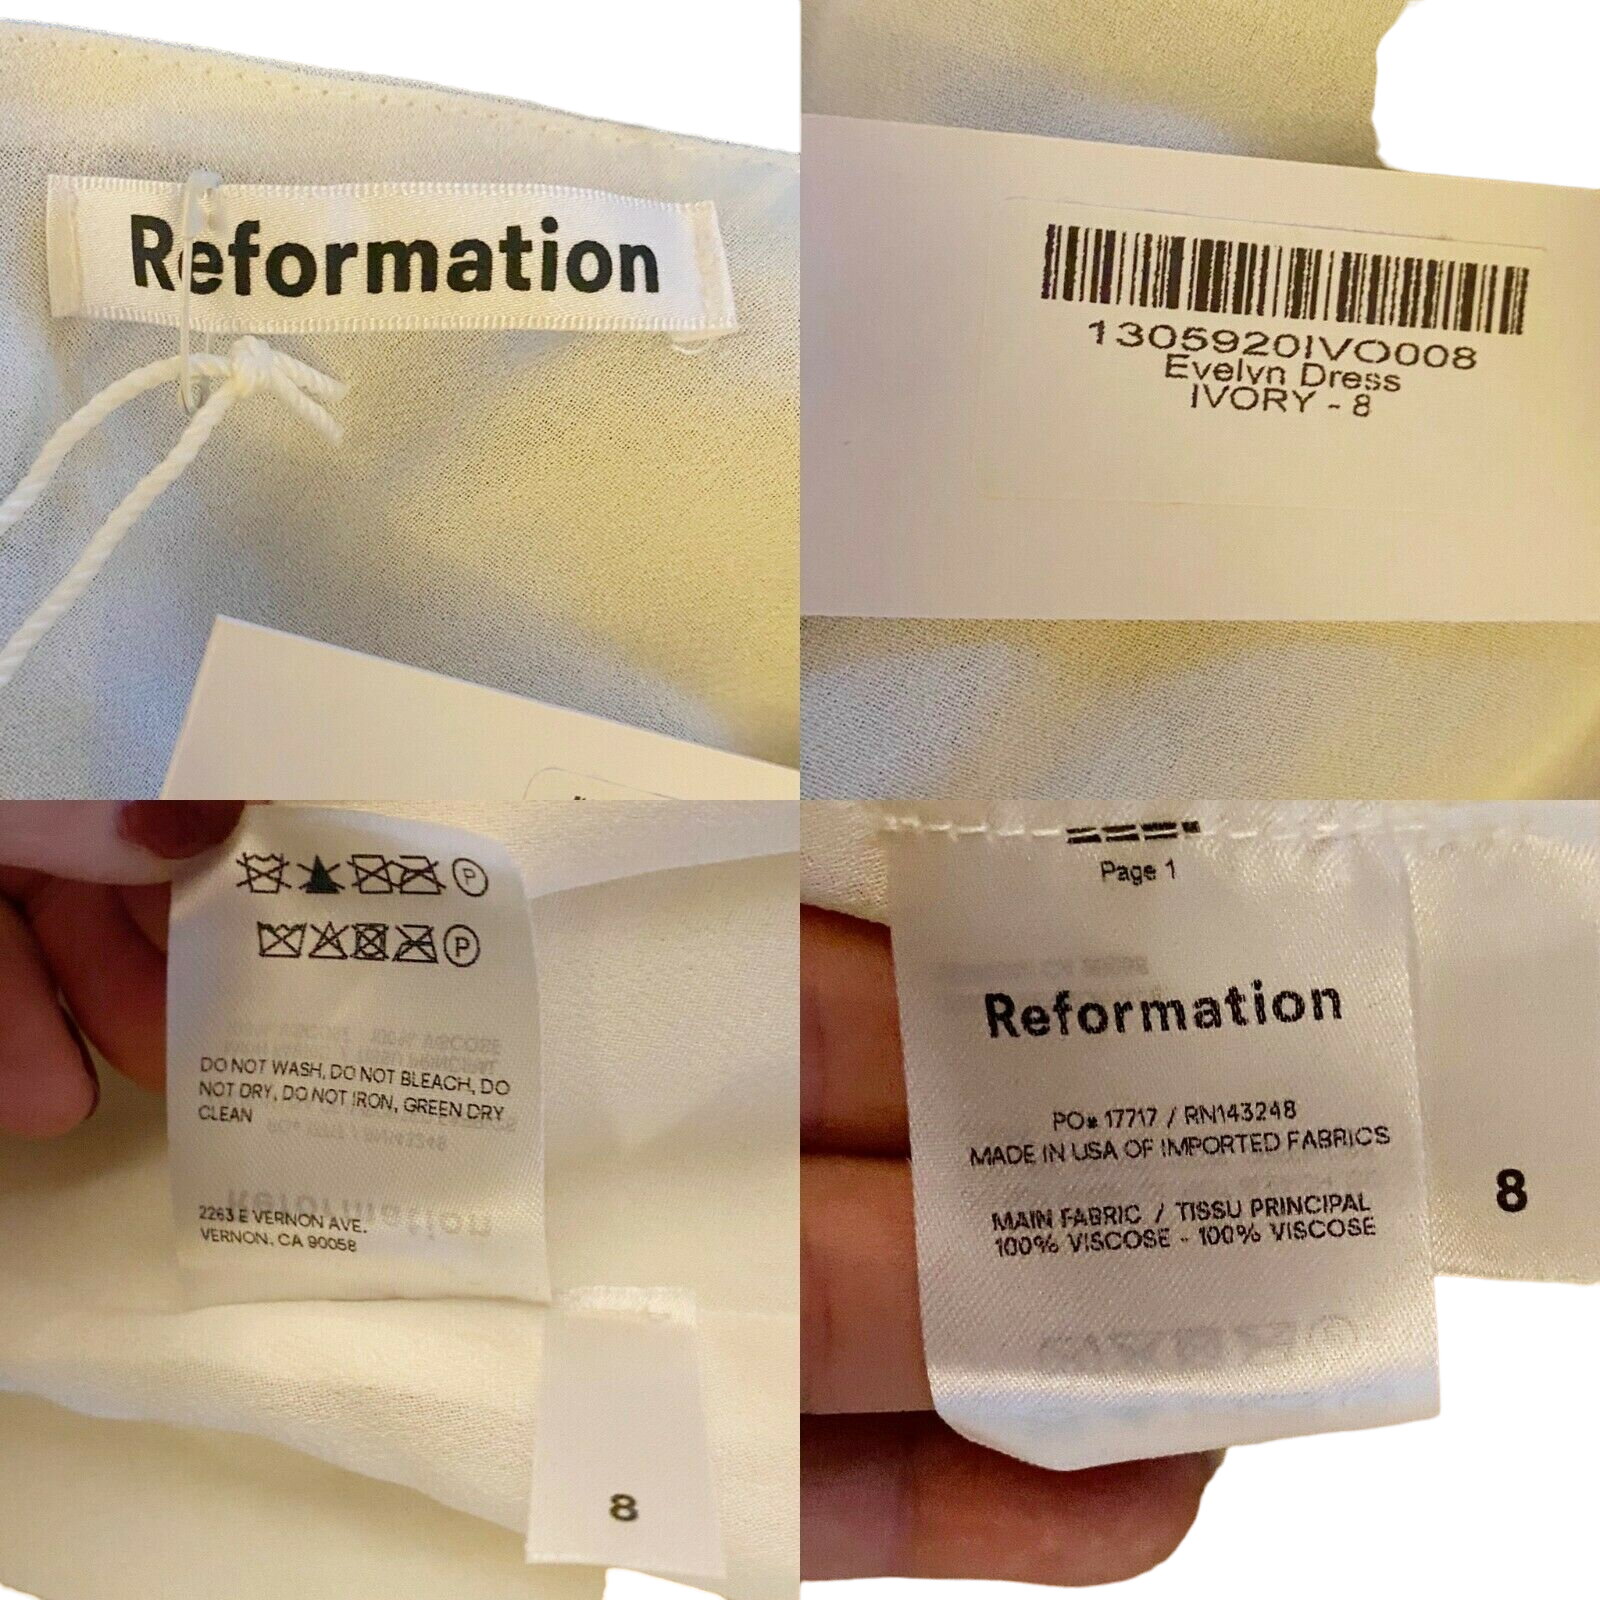 Reformation
1305920IVO008
Evelyn Dress
IVORY - 8
P
P
DO NOT WASH, DO NOT BLEACH, DO
NOT DRY, DO NOT IRON, GREEN DRY
CLEAN
2263 E VERNON AVE.
VERNON, CA 90058
8
Page 1
Reformation
PO# 17717 / RN143248
MADE IN USA OF IMPORTED FABRICS
MAIN FABRIC / TISSU PRINCIPAL
100% VISCOSE - 100% VISCOSE
8